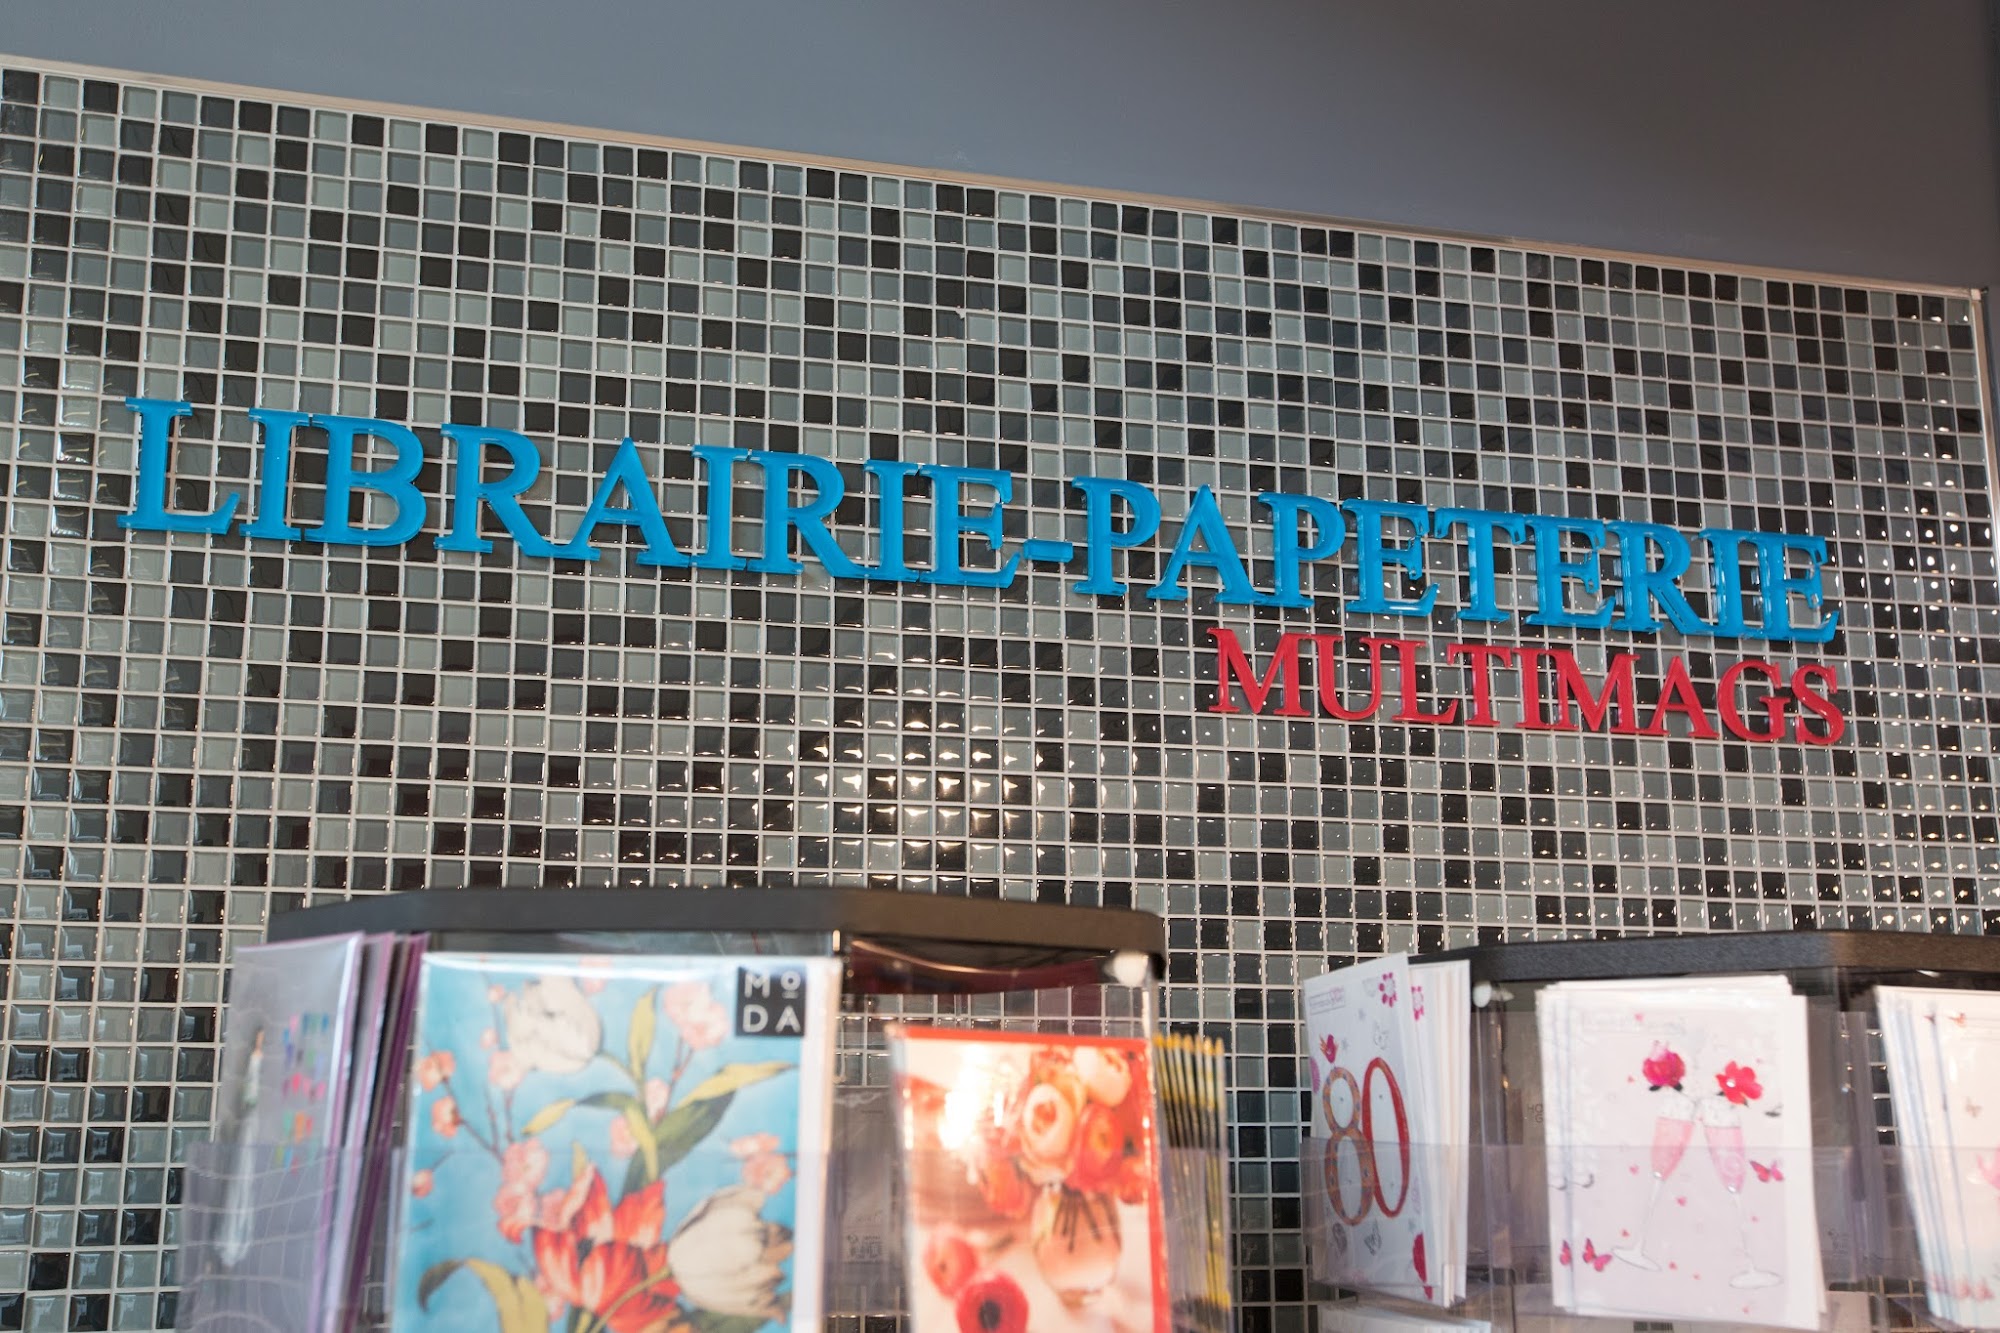 LIBRAIRIE-PAPETERIE
MULTIMAGS
MODA
80